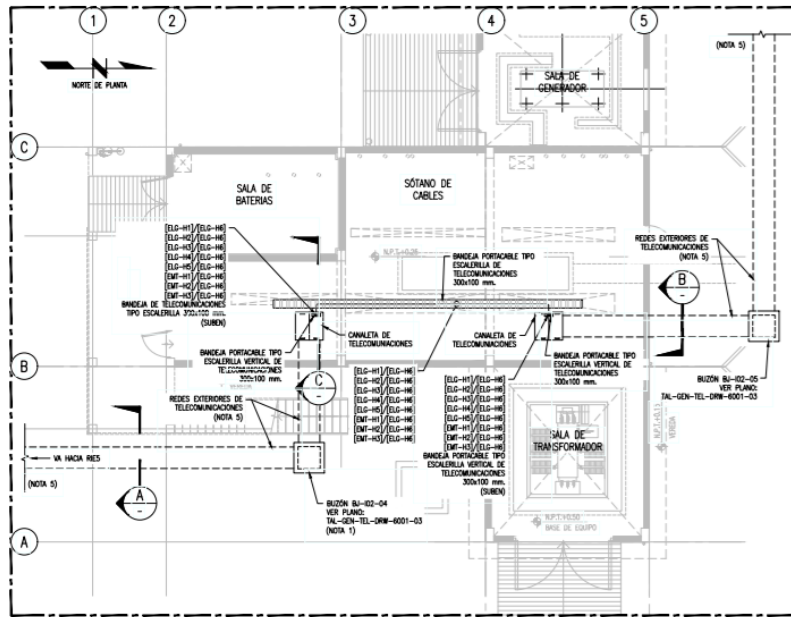 1
2
3
4
5
(NOTA 5)
NORTE DE PLANTA
SALA DE
GENERADOR
C
SALA DE
BATERIAS
SÓTANO DE
CABLES
[ELG-H1]/[ELG-H6]
[ELG-H2]/[ELG-H6]
[ELG-H3]/[ELG-H6]
[ELG-H4]/[ELG-H6]
[ELG-H5]/[ELG-H6]
[EMT-H1]/[ELG-H6]
[EMT-H2]/[ELG-H6]
[EMT-H3]/[ELG-H6]
BANDEJA DE TELECOMUNICACIONES
TIPO ESCALERILLA 300x100 mm.
(SUBEN)
BANDEJA PORTACABLE TIPO
ESCALERILLA DE
TELECOMUNICACIONES
300x100 mm.
REDES EXTERIORES DE
TELECOMUNICACIONES
(NOTA 5)
B
-
CANALETA DE
TELECOMUNIACIONES
CANALETA DE
TELECOMUNIACIONES
BANDEJA PORTACABLE TIPO
ESCALERILLA VERTICAL DE
TELECOMUNICACIONES
300x100 mm.
BANDEJA PORTACABLE TIPO
ESCALERILLA VERTICAL DE
TELECOMUNICACIONES
300x100 mm.
B
C
-
[ELG-H1]/[ELG-H6]
[ELG-H2]/[ELG-H6]
[ELG-H3]/[ELG-H6]
[ELG-H4]/[ELG-H6]
[ELG-H5]/[ELG-H6]
[EMT-H1]/[ELG-H6]
[EMT-H2]/[ELG-H6]
[EMT-H3]/[ELG-H6]
[ELG-H1]/[ELG-H6]
[ELG-H2]/[ELG-H6]
[ELG-H3]/[ELG-H6]
[ELG-H4]/[ELG-H6]
[ELG-H5]/[ELG-H6]
[EMT-H1]/[ELG-H6]
[EMT-H2]/[ELG-H6]
[EMT-H3]/[ELG-H6]
BANDEJA PORTACABLE TIPO
ESCALERILLA VERTICAL DE
TELECOMUNICACIONES
300x100 mm.
(SUBEN)
BUZÓN BJ-I02-05
VER PLANO:
TAL-GEN-TEL-DRW-6001-03
REDES EXTERIORES DE
TELECOMUNICACIONES
(NOTA 5)
SALA DE
TRANSFORMADOR
VEREDA
VA HACIA RIE5
(NOTA 5)
A
-
BUZÓN BJ-I02-04
VER PLANO:
TAL-GEN-TEL-DRW-6001-03
(NOTA 1)
N.P.T.+0.50
BASE DE EQUIPO
A